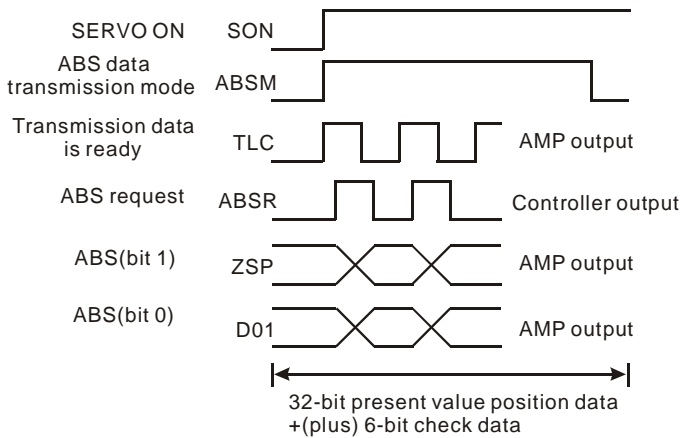 SERVO ON SON
ABS data
transmission mode ABSM
Transmission data
is ready TLC AMP output
ABS request ABSR Controller output
ABS(bit 1) ZSP AMP output
ABS(bit 0) D01 AMP output
32-bit present value position data
+(plus) 6-bit check data